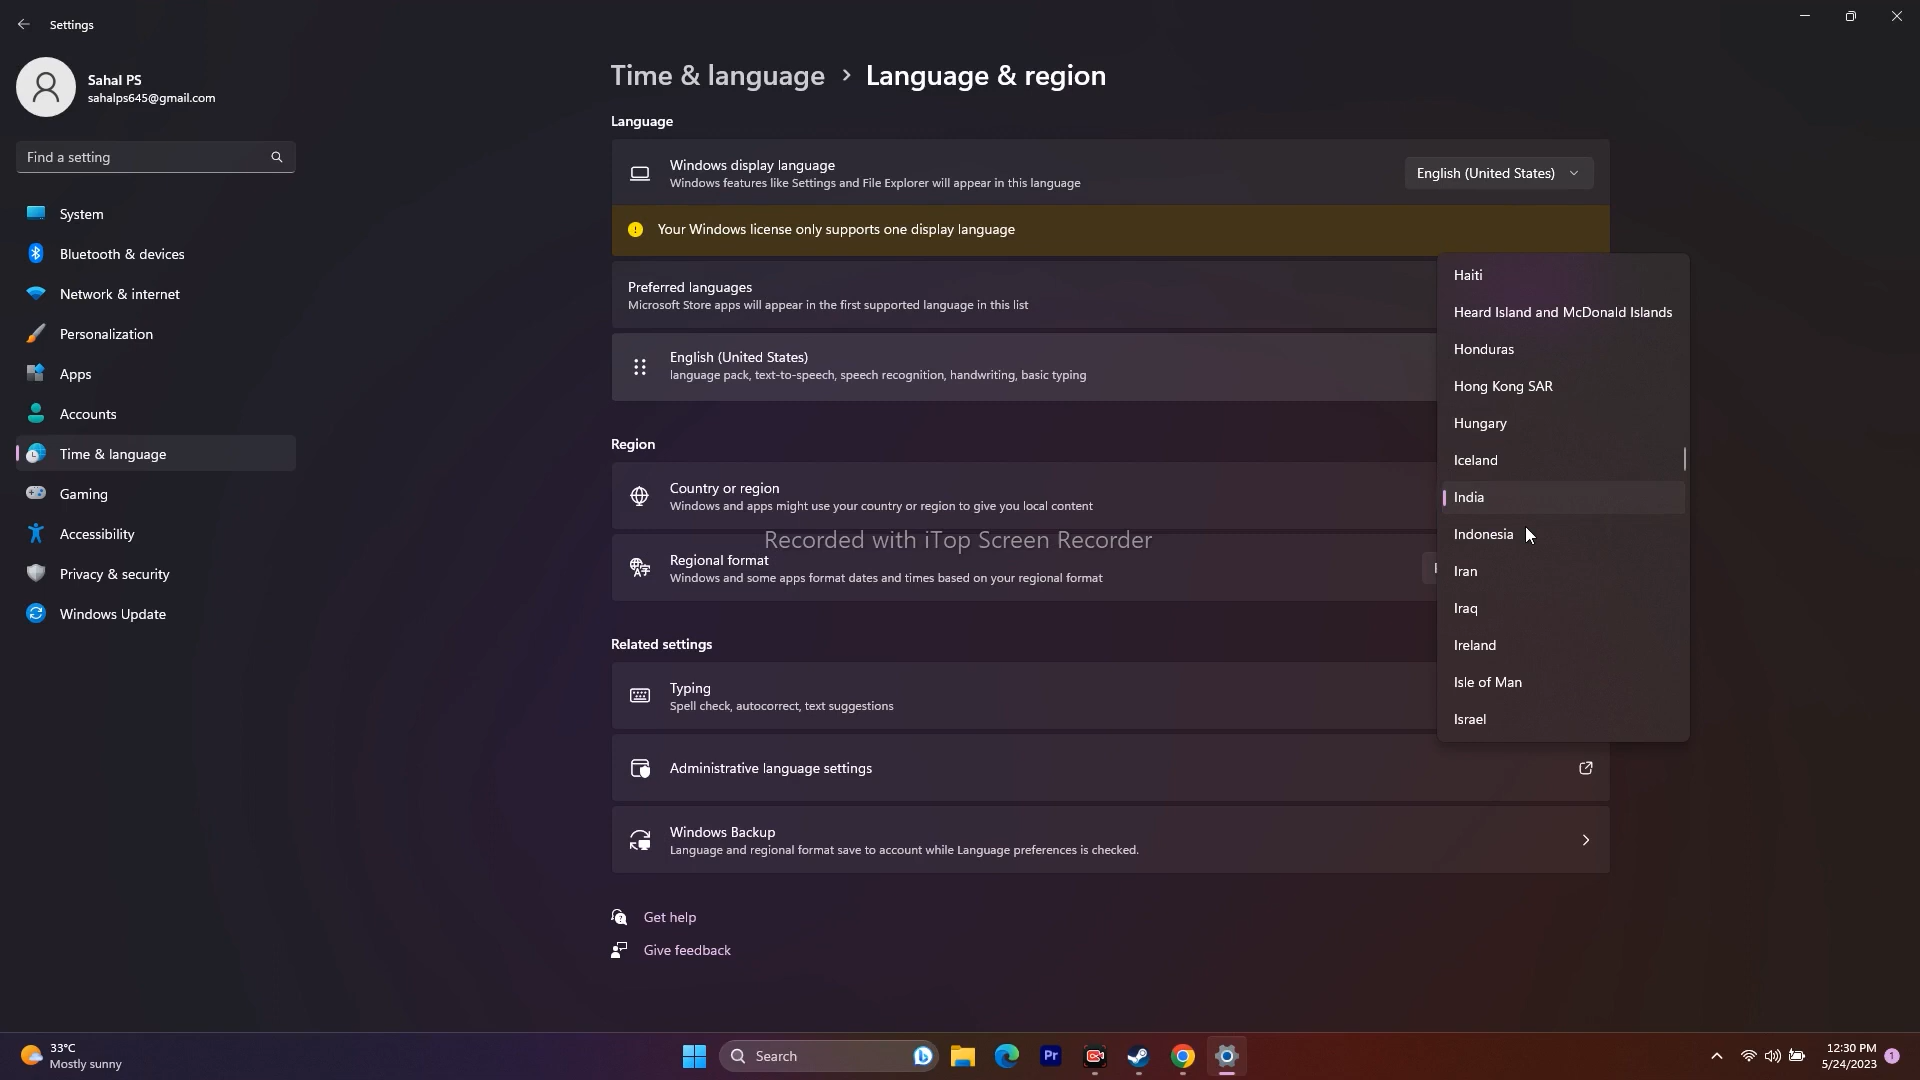 Settings
Sahal PS
sahalps645@gmail.com
Find a setting
System
Bluetooth & devices
Network & internet
Personalization
Apps
Accounts
Time & language
Gaming
Accessibility
Privacy & security
Windows Update
Time & language › Language & region
Language
Windows display language
Windows features like Settings and File Explorer will appear in this language
English (United States)
Your Windows license only supports one display language
Preferred languages
Microsoft Store apps will appear in the first supported language in this list
English (United States)
language pack, text-to-speech, speech recognition, handwriting, basic typing
Region
Country or region
Windows and apps might use your country or region to give you local content
Recorded with iTop Screen Recorder
Regional format
Windows and some apps format dates and times based on your regional format
Related settings
Typing
Spell check, autocorrect, text suggestions
Administrative language settings
Windows Backup
Language and regional format save to account while Language preferences is checked.
Get help
Give feedback
Haiti
Heard Island and McDonald Islands
Honduras
Hong Kong SAR
Hungary
Iceland
India
Indonesia
Iran
Iraq
Ireland
Isle of Man
Israel
33°C
Mostly sunny
Search
Pr
12:30 PM
5/24/2023
1